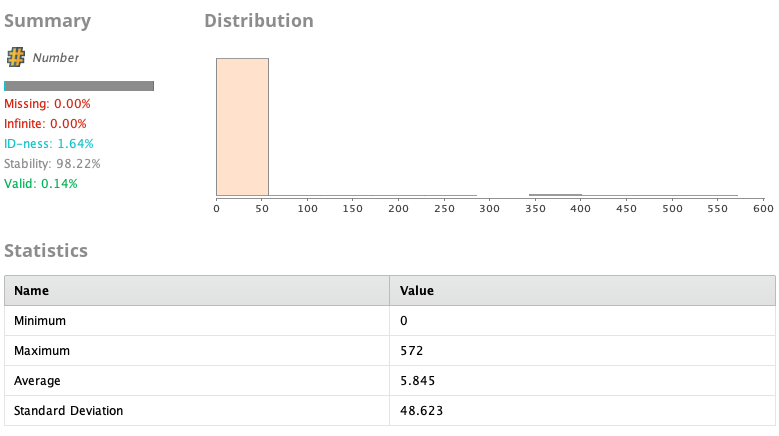 Summary
Distribution
# Number
Missing: 0.00%
Infinite: 0.00%
ID-ness: 1.64%
Stability: 98.22%
Valid: 0.14%
0 50 100 150 200 250 300 350 400 450 500 550 600
Statistics
Name Value
Minimum 0
Maximum 572
Average 5.845
Standard Deviation 48.623